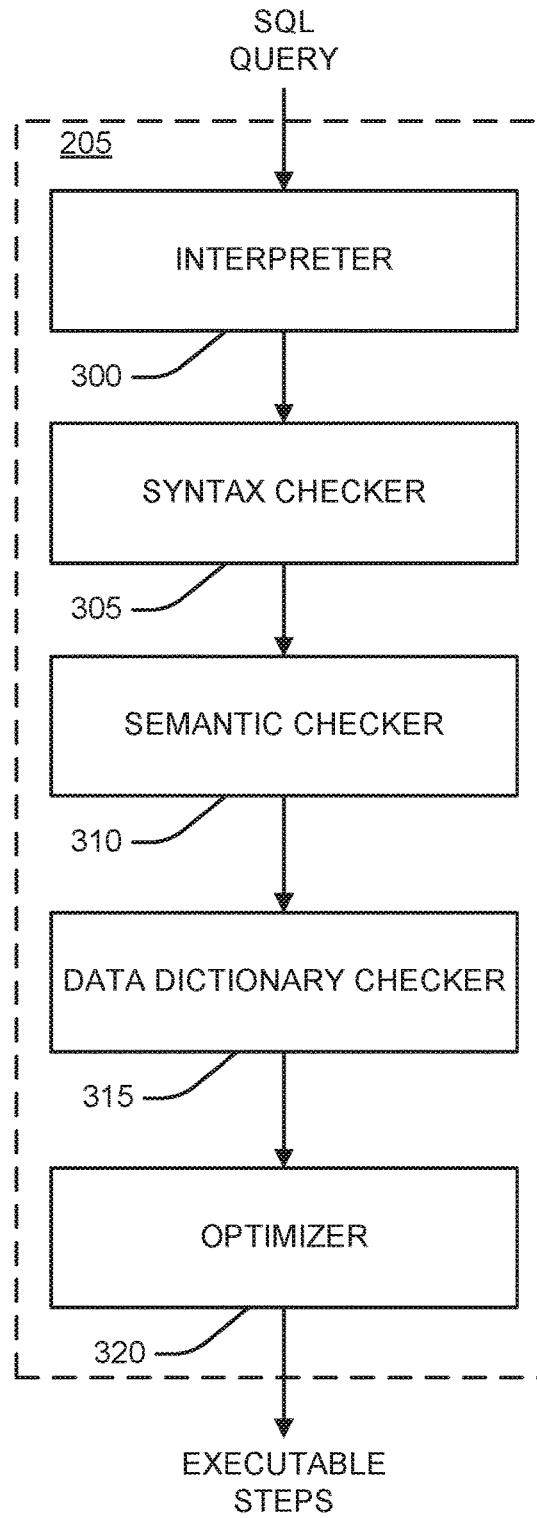 SQL
QUERY
205
INTERPRETER
300
SYNTAX CHECKER
305
SEMANTIC CHECKER
310
DATA DICTIONARY CHECKER
315
OPTIMIZER
320
EXECUTABLE
STEPS